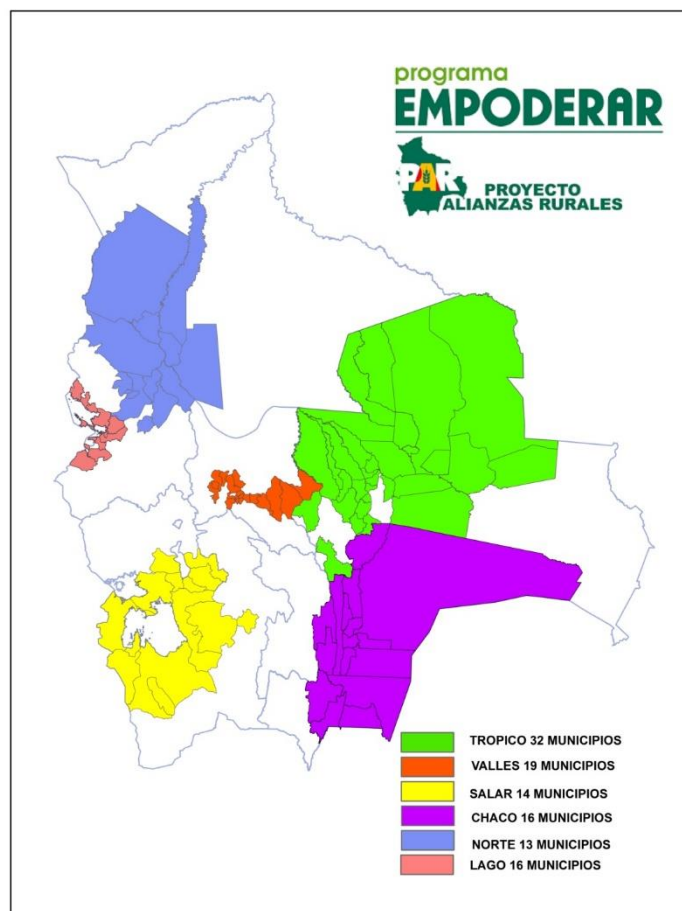 programa
EMPODERAR
PAR
PROYECTO
ALIANZAS RURALES
TROPICO 32 MUNICIPIOS
VALLES 19 MUNICIPIOS
SALAR 14 MUNICIPIOS
CHACO 16 MUNICIPIOS
NORTE 13 MUNICIPIOS
LAGO 16 MUNICIPIOS